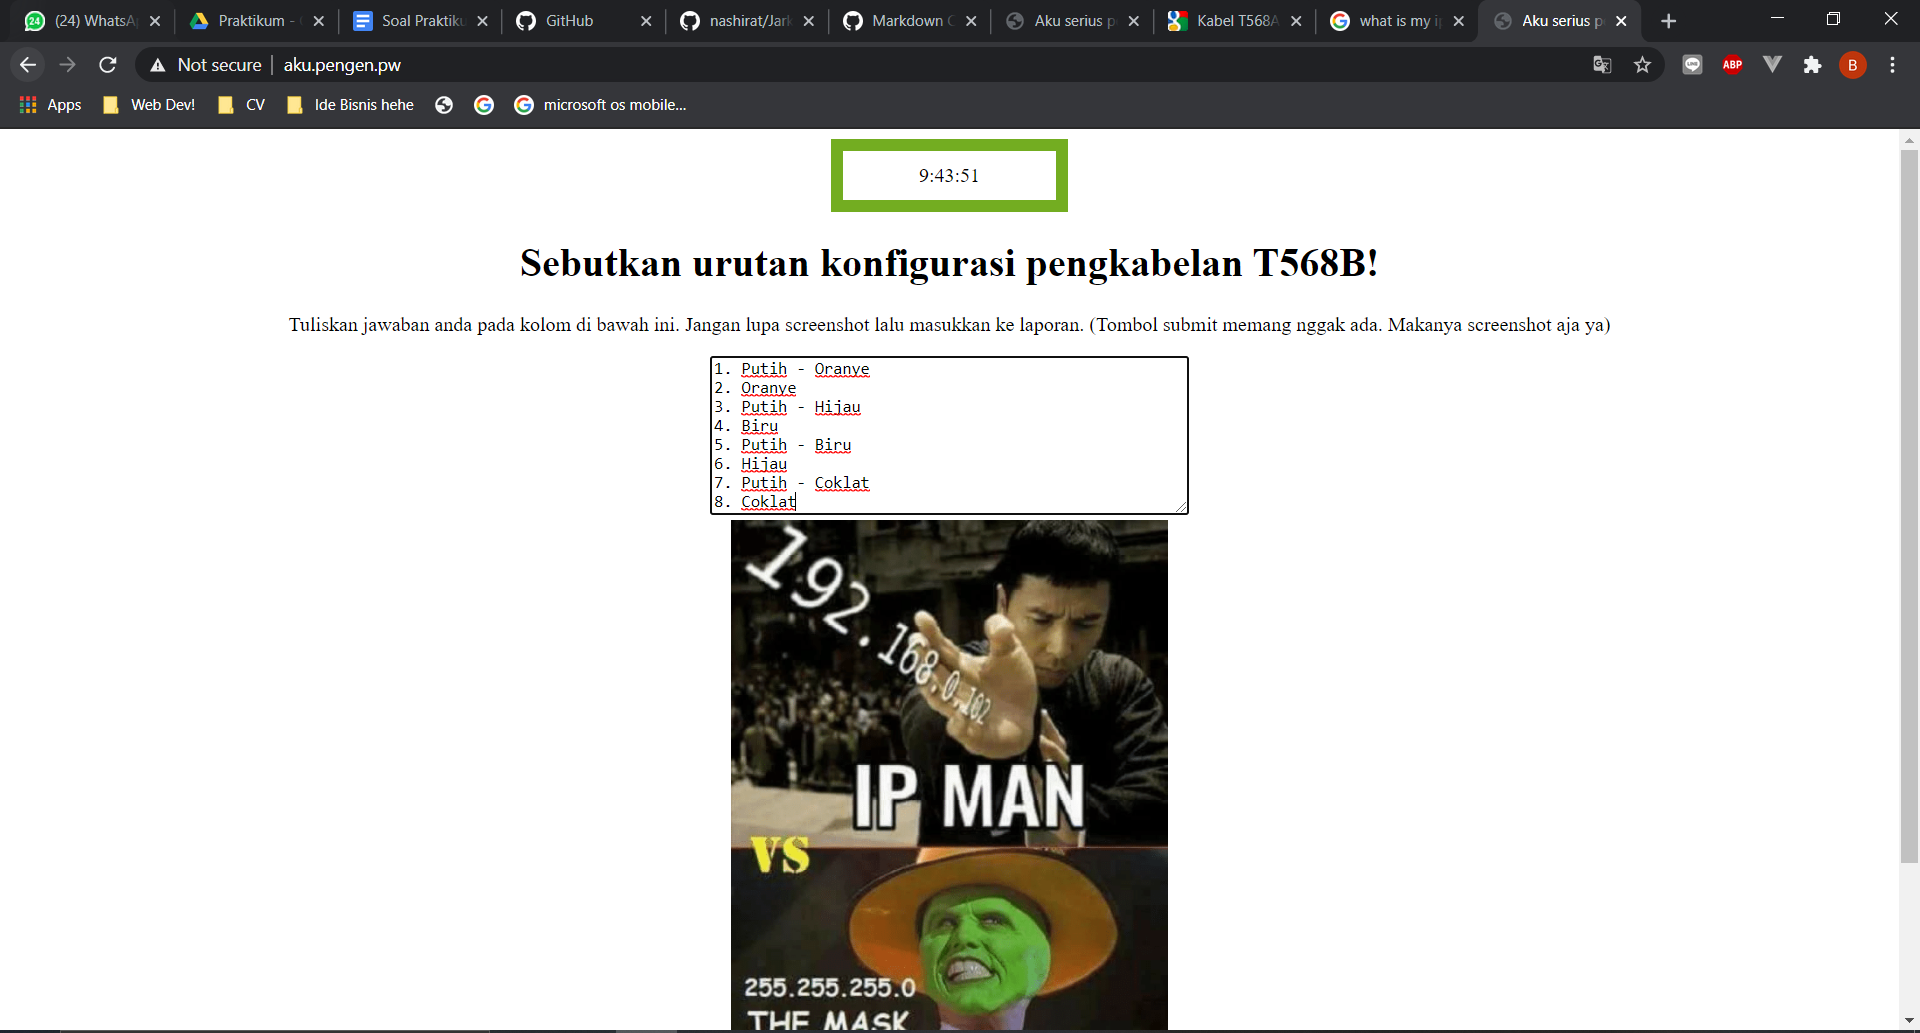 (24) WhatsA
Praktikum -
Soal Praktiku
GitHub
nashirat/Jark
Markdown C
Aku serius p
Kabel T568A
what is my i
Aku serius p
Not secure
aku.pengen.pw
ABP
B
Apps
Web Dev!
CV
Ide Bisnis hehe
microsoft os mobile...
9:43:51
Sebutkan urutan konfigurasi pengkabelan T568B!
Tuliskan jawaban anda pada kolom di bawah ini. Jangan lupa screenshot lalu masukkan ke laporan. (Tombol submit memang nggak ada. Makanya screenshot aja ya)
1. Putih - Oranye
2. Oranye
3. Putih - Hijau
4. Biru
5. Putih - Biru
6. Hijau
7. Putih - Coklat
8. Coklat
192.168.0.102
IP MAN
VS
255.255.255.0
THE MASK